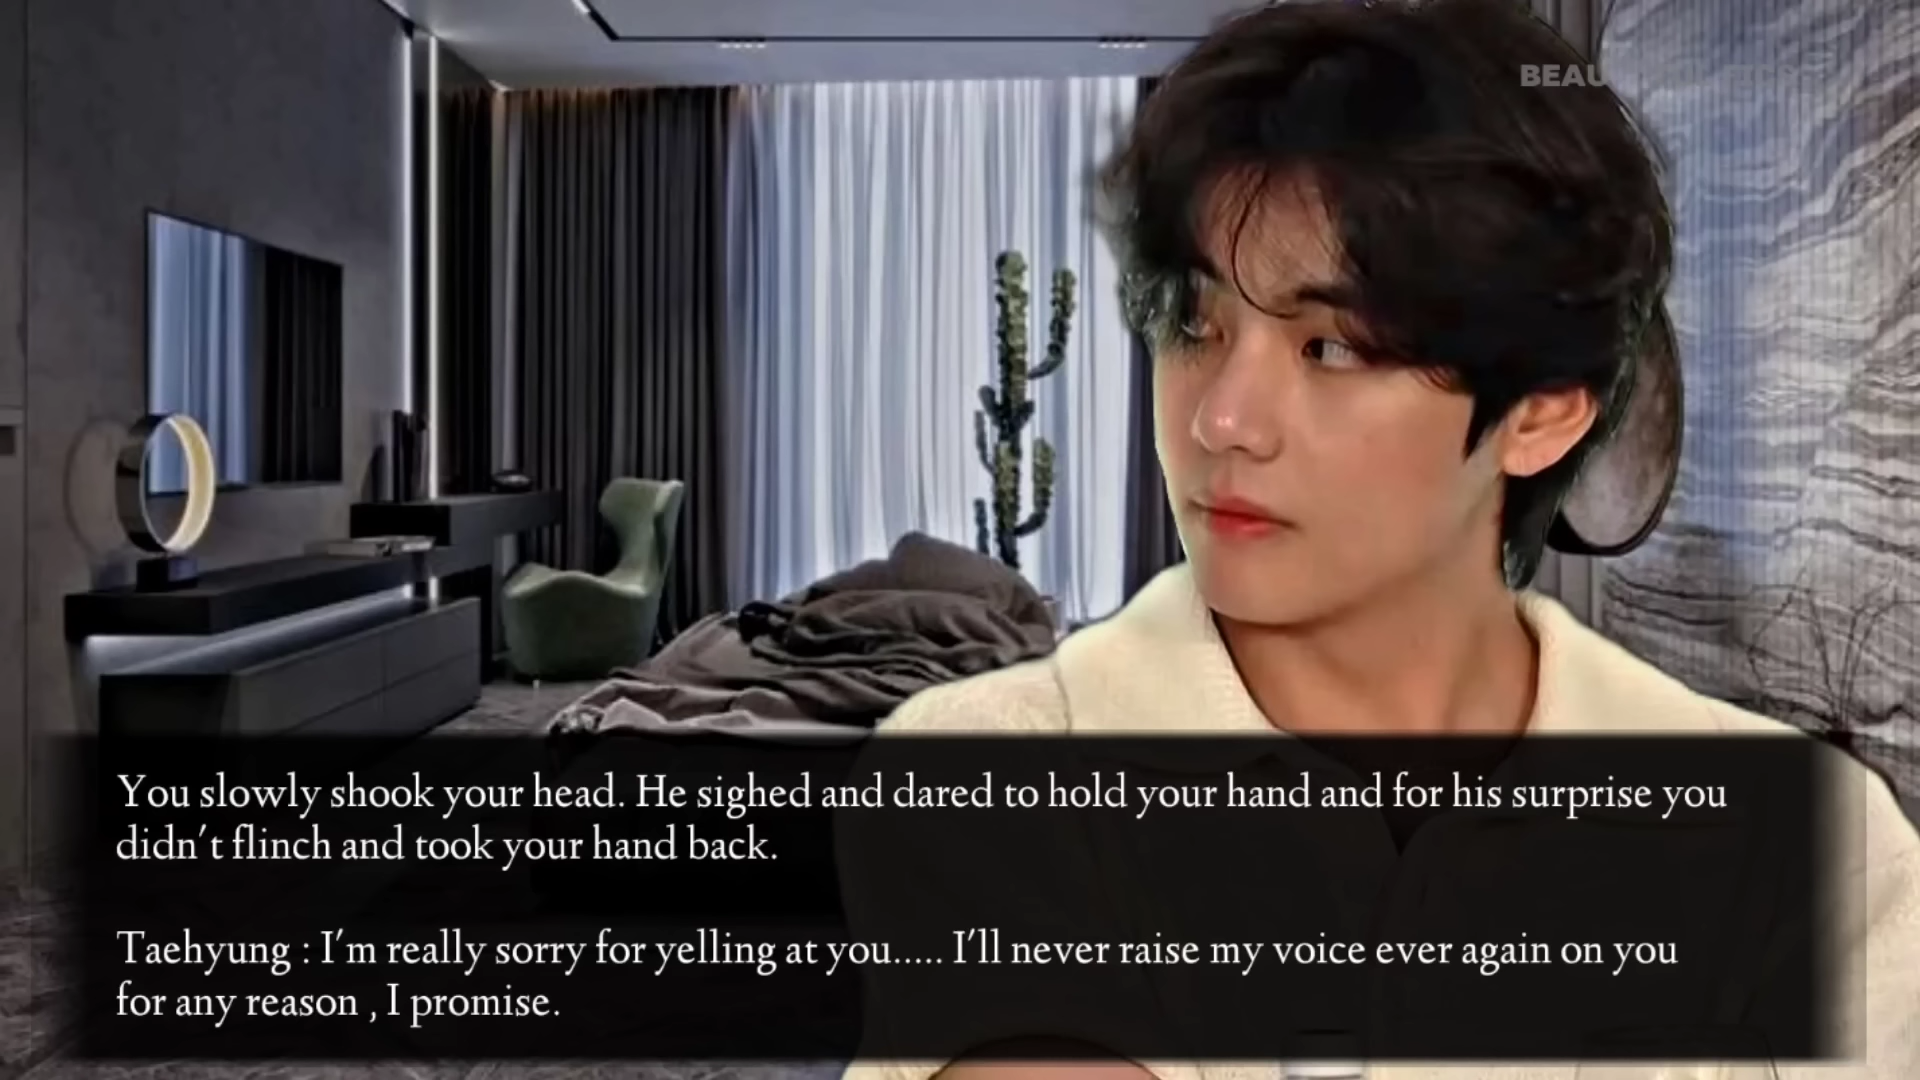 You slowly shook your head. He sighed and dared to hold your hand and for his surprise you
didn't flinch and took your hand back.
Taehyung : I'm really sorry for yelling at you..... I'll never raise my voice ever again on you
for any reason , I promise.